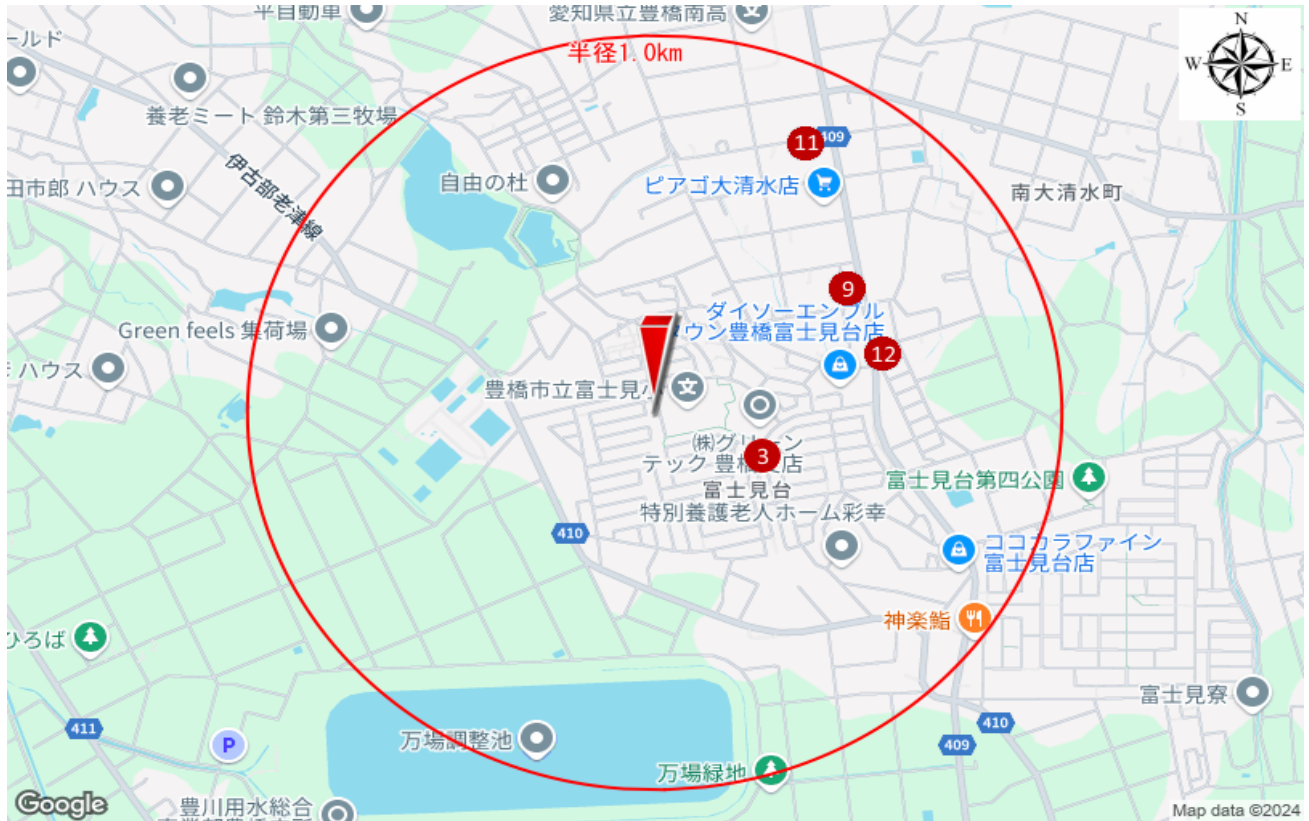 平自動車
愛知県立豊橋南高
N
W
E
S
半径1.0km
ールド
養老ミート 鈴木第三牧場
伊古部老津線
田市郎 ハウス
自由の杜
11
409
ピアゴ大清水店
南大清水町
9
ダイソーエンブル
タウン豊橋富士見台店
12
Green feels 集荷場
ハウス
豊橋市立富士見小
(株)グリーン
テック 豊橋支店
3
富士見台
特別養護老人ホーム彩幸
富士見台第四公園
410
ココカラファイン
富士見台店
神楽鮨
ひろば
富士見寮
411
P
万場調整池
410
409
万場緑地
Google
豊川用水総合
Map data ©2024